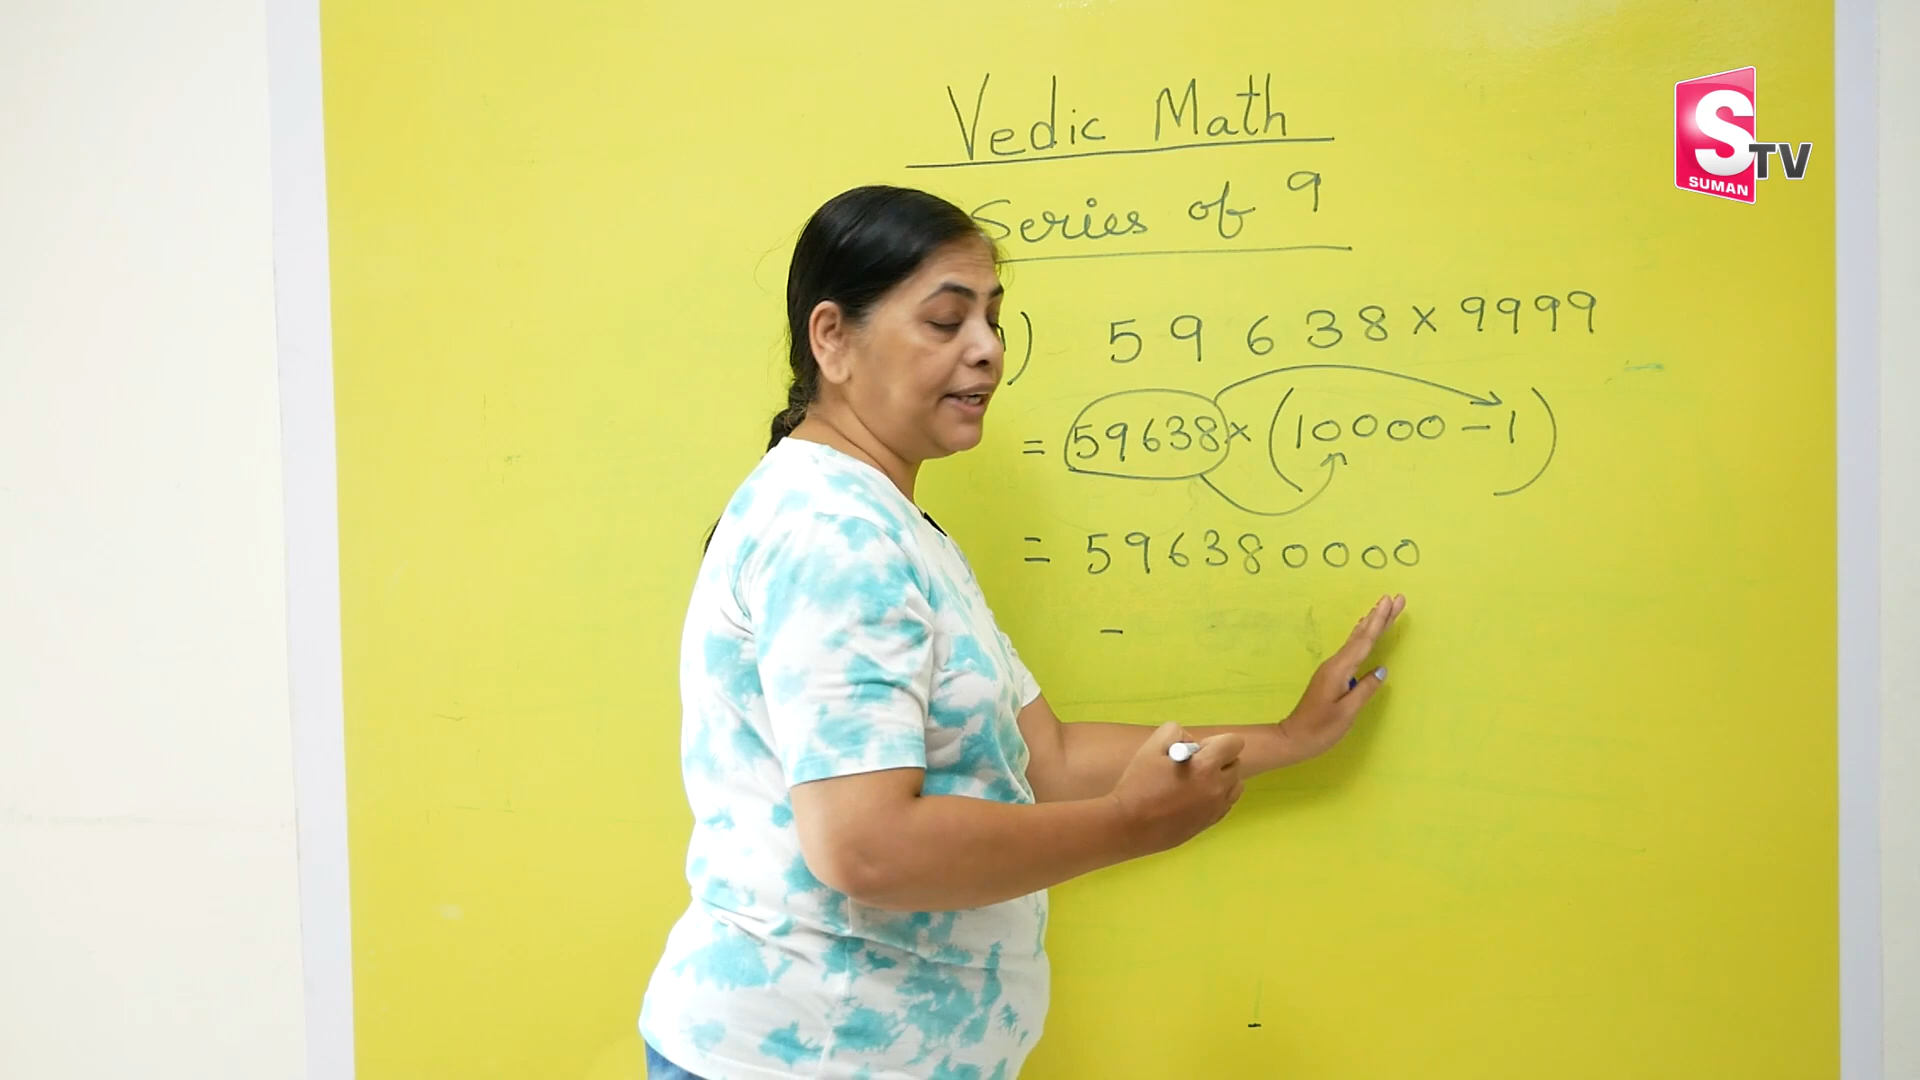 Vedic Math
Series of 9
) 59638 × 9999
= 59638 × (10000 - 1)
= 596380000
-
S TV
SUMAN